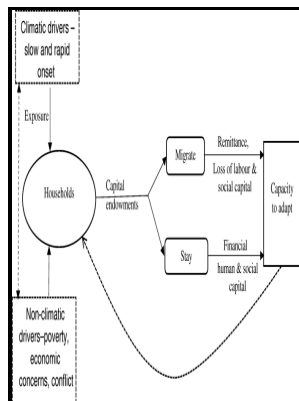 Climatic drivers –
slow and rapid
onset
Exposure
Households
Capital
endowments
Migrate
Remittance,
Loss of labour &
social capital
Capacity
to adapt
Stay
Financial
human & social
capital
Non-climatic
drivers–poverty,
economic
concerns, conflict